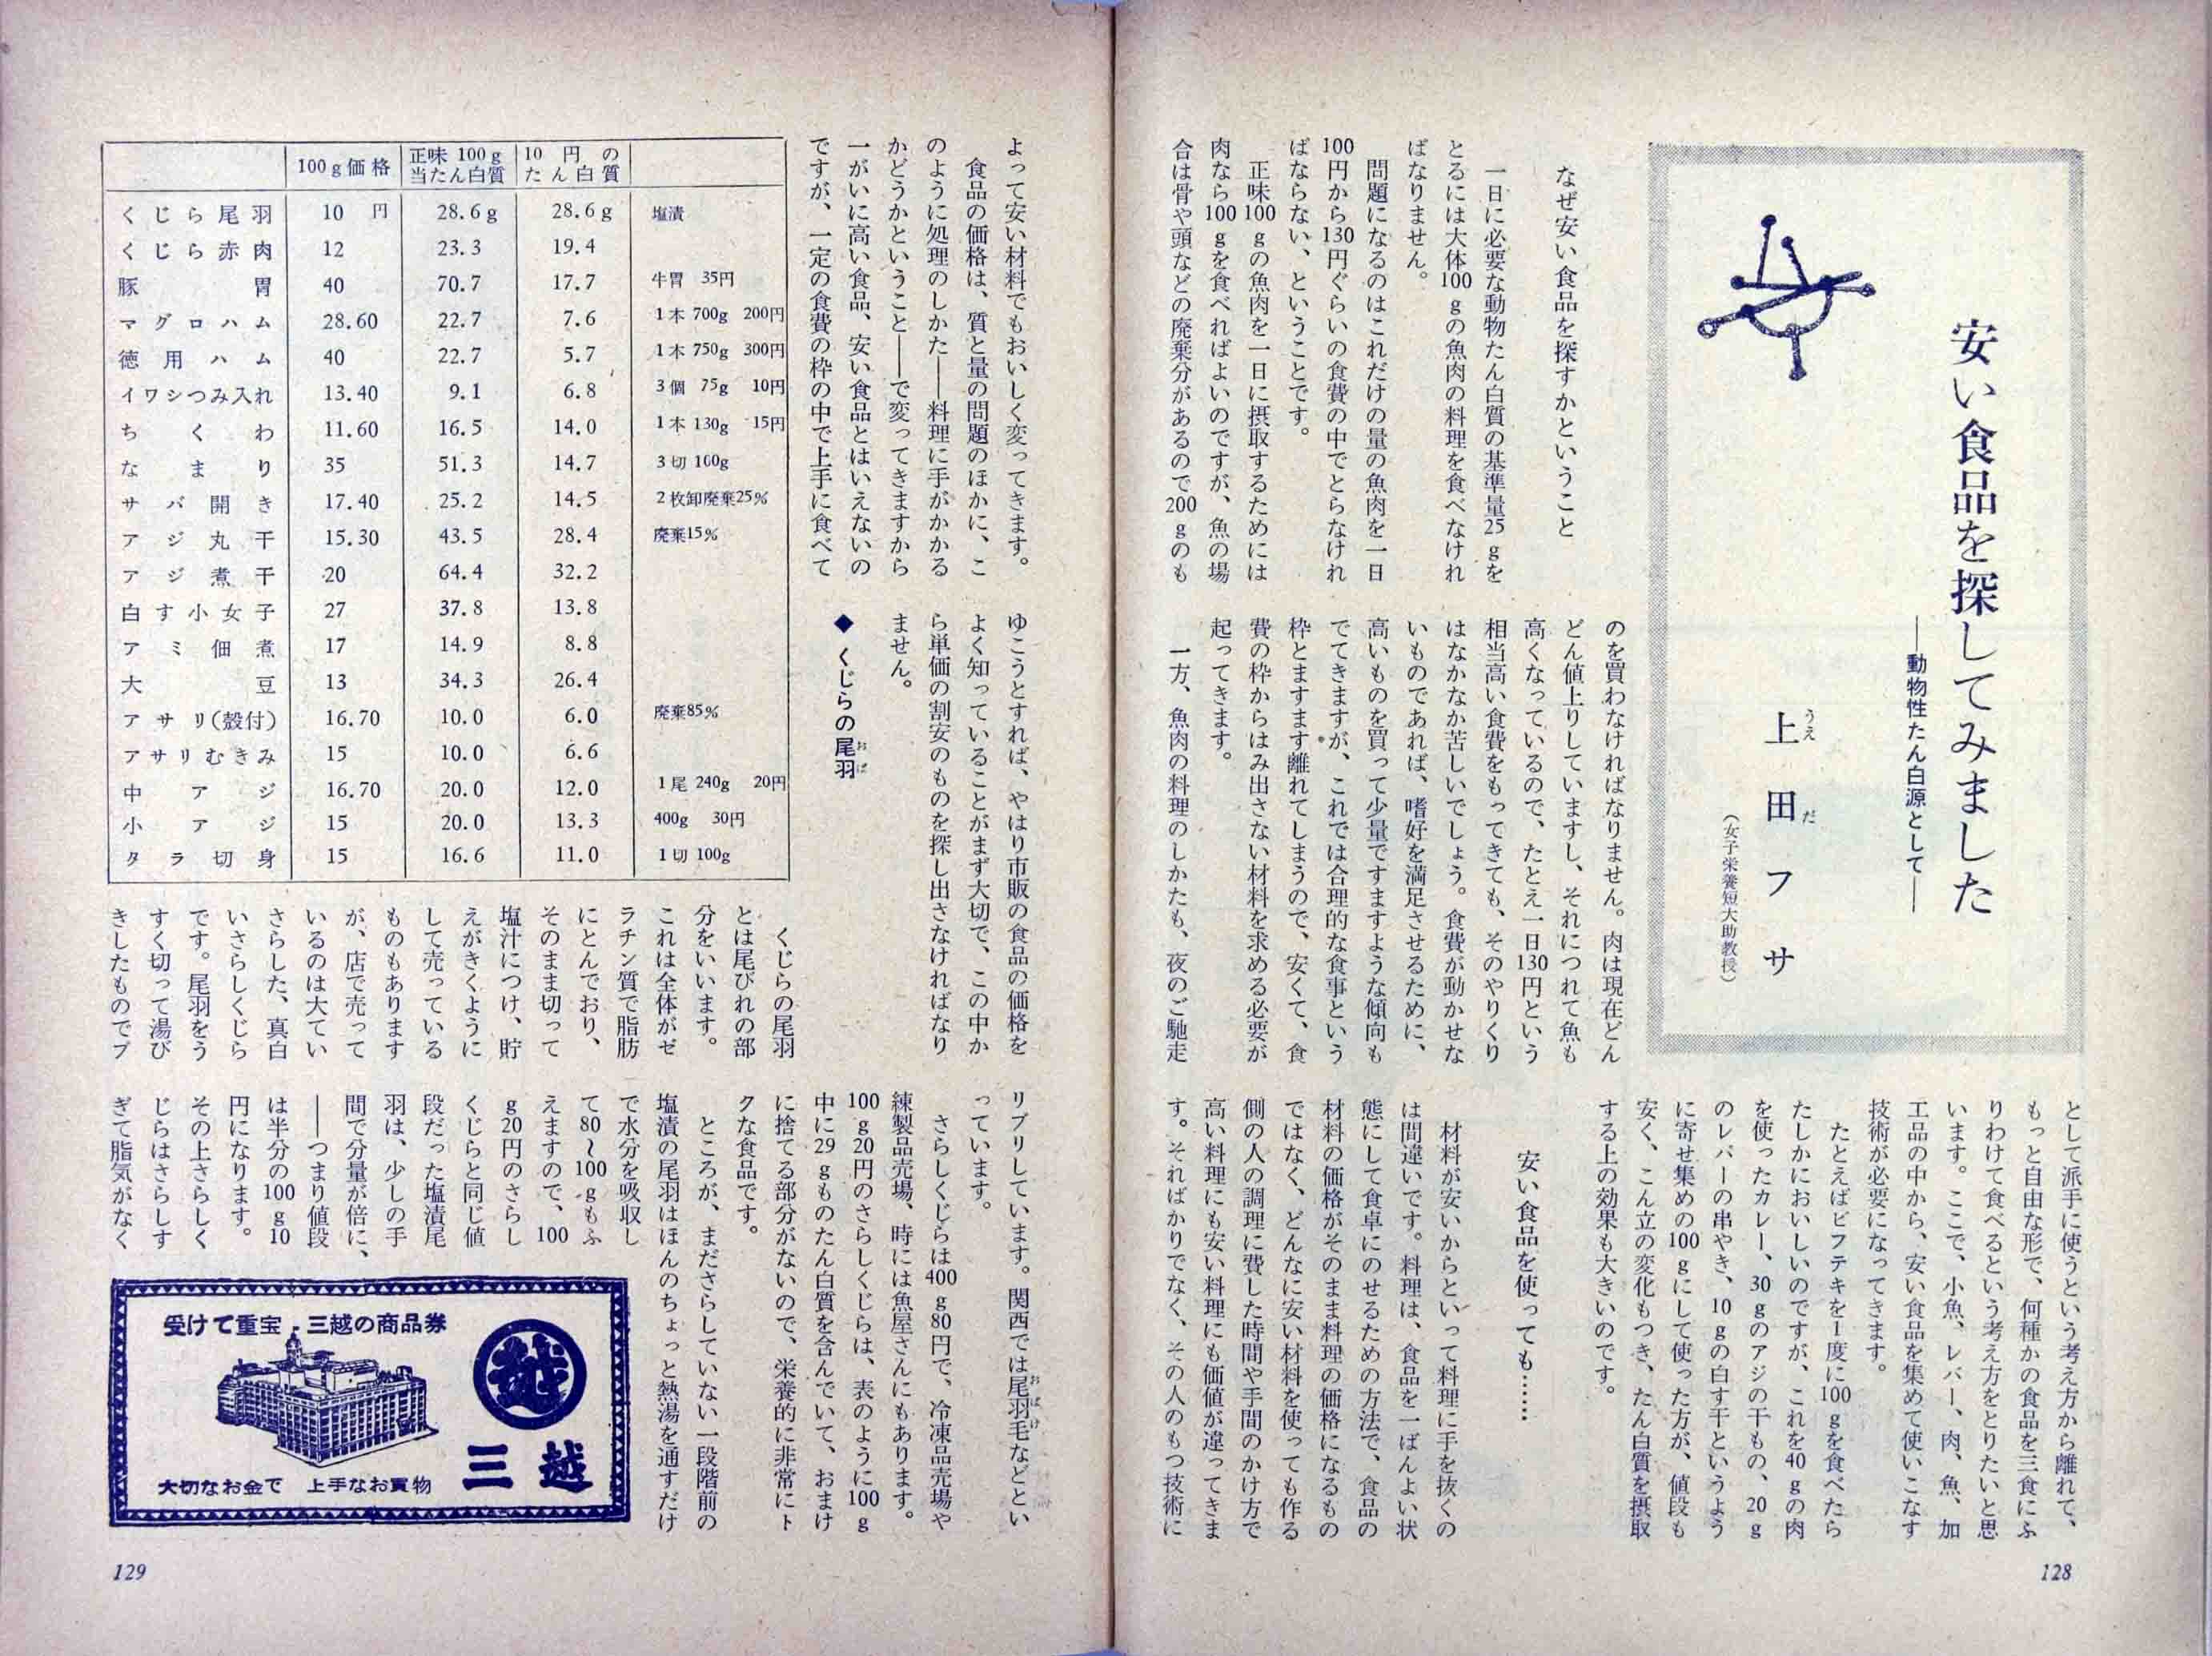 安い食品を探してみました
――動物性たん白源として――
上田フサ
うえ
だ
(女子栄養短大助教授)
なぜ安い食品を探すかということ
一日に必要な動物たん白質の基準量25gを
とるには大体100gの魚肉の料理を食べなけれ
ばなりません。
問題になるのはこれだけの量の魚肉を一日
100円から130円ぐらいの食費の中でとらなけれ
ばならない、ということです。
正味100gの魚肉を一日に摂取するためには
肉なら100gを食べればよいのですが、魚の場
合は骨や頭などの廃棄分があるので200gのも
のを買わなければなりません。肉は現在どん
どん値上りしていますし、それにつれて魚も
高くなっているので、たとえ一日130円という
相当高い食費をもってきても、そのやりくり
はなかなか苦しいでしょう。食費が動かせな
いものであれば、嗜好を満足させるために、
高いものを買って少量ですますような傾向も
でてきますが、これでは合理的な食事という
枠とますます離れてしまうので、安くて、食
費の枠からはみ出さない材料を求める必要が
起ってきます。
一方、魚肉の料理のしかたも、夜のご馳走
として派手に使うという考え方から離れて、
もっと自由な形で、何種かの食品を三食にふ
りわけて食べるという考え方をとりたいと思
います。ここで、小魚、レバー、肉、魚、加
工品の中から、安い食品を集めて使いこなす
技術が必要になってきます。
たとえばビフテキを1度に100gを食べたら
たしかにおいしいのですが、これを40gの肉
を使ったカレー、30gのアジの干もの、20g
のレバーの串やき、10gの白す干というよう
に寄せ集めの100gにして使った方が、値段も
安く、こん立の変化もつき、たん白質を摂取
する上の効果も大きいのです。
安い食品を使っても……
材料が安いからといって料理に手を抜くの
は間違いです。料理は、食品を一ばんよい状
態にして食卓にのせるための方法で、食品の
材料の価格がそのまま料理の価格になるもの
ではなく、どんなに安い材料を使っても作る
側の人の調理に費した時間や手間のかけ方で
高い料理にも安い料理にも価値が違ってきま
す。そればかりでなく、その人のもつ技術に
128
よって安い材料でもおいしく変ってきます。
食品の価格は、質と量の問題のほかに、こ
のように処理のしかた――料理に手がかかる
かどうかということ――で変ってきますから
一がいに高い食品、安い食品とはいえないの
ですが、一定の食費の枠の中で上手に食べて
ゆこうとすれば、やはり市販の食品の価格を
よく知っていることがまず大切で、この中か
ら単価の割安のものを探し出さなければなり
ません。
◆ くじらの尾羽
おば
100g価格 正味100g当たん白質 10円のたん白質
くじら尾羽 10円 28.6g 28.6g 塩漬
くじら赤肉 12 23.3 19.4
豚胃 40 70.7 17.7 牛胃 35円
マグロハム 28.60 22.7 7.6 1本 700g 200円
徳用ハム 40 22.7 5.7 1本 750g 300円
イワシつみ入れ 13.40 9.1 6.8 3個 75g 10円
ちくわ 11.60 16.5 14.0 1本 130g 15円
なまり 35 51.3 14.7 3切 100g
サバ開き 17.40 25.2 14.5 2枚卸廃棄25%
アジ丸干 15.30 43.5 28.4 廃棄15%
アジ煮干 20 64.4 32.2
白す小女子 27 37.8 13.8
アミ佃煮 17 14.9 8.8
大豆 13 34.3 26.4
アサリ(殻付) 16.70 10.0 6.0 廃棄85%
アサリむきみ 15 10.0 6.6
中アジ 16.70 20.0 12.0 1尾 240g 20円
小アジ 15 20.0 13.3 400g 30円
タラ切身 15 16.6 11.0 1切 100g
くじらの尾羽
とは尾びれの部
分をいいます。
これは全体がゼ
ラチン質で脂肪
にとんでおり、
そのまま切って
塩汁につけ、貯
えがきくように
して売っている
ものもあります
が、店で売って
いるのは大てい
さらした、真白
いさらしくじら
です。尾羽をう
すく切って湯び
きしたものでプ
リプリしています。関西では尾羽毛などとい
おばけ
っています。
さらしくじらは400g80円で、冷凍品売場や
練製品売場、時には魚屋さんにもあります。
100g20円のさらしくじらは、表のように100g
中に29gものたん白質を含んでいて、おまけ
に捨てる部分がないので、栄養的に非常にト
クな食品です。
ところが、まださらしていない一段階前の
塩漬の尾羽はほんのちょっと熱湯を通すだけ
で水分を吸収し
て80~100gもふ
えますので、100
g20円のさらし
くじらと同じ値
段だった塩漬尾
羽は、少しの手
間で分量が倍に、
――つまり値段
は半分の100g10
円になります。
その上さらしく
じらはさらしす
ぎて脂気がなく
受けて重宝・三越の商品券
越
三越
大切なお金で 上手なお買物
129